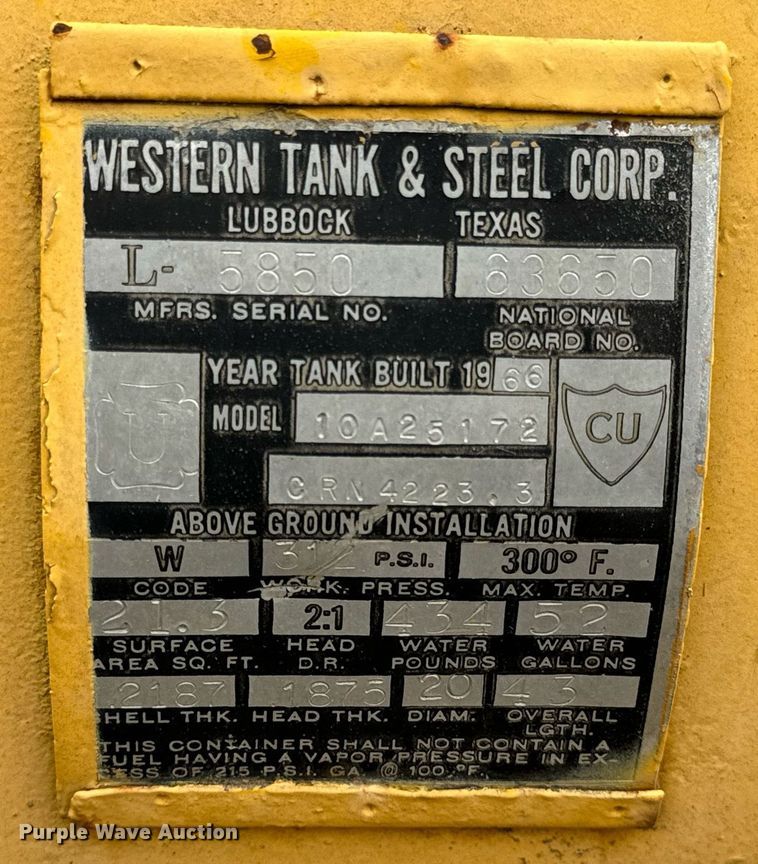 WESTERN TANK & STEEL CORP.
LUBBOCK TEXAS
L- 5850 63650
MFRS. SERIAL NO. NATIONAL BOARD NO.
YEAR TANK BUILT 19 66
U MODEL 10A25172 CU
CRN 4223.3
ABOVE GROUND INSTALLATION
W 312 P.S.I. 300° F.
CODE WORK. PRESS. MAX. TEMP.
21.3 2:1 434 52
SURFACE HEAD WATER WATER
AREA SQ. FT. D.R. POUNDS GALLONS
.2187 .1875 20 43
SHELL THK. HEAD THK. DIAM. OVERALL LGTH.
THIS CONTAINER SHALL NOT CONTAIN A
FUEL HAVING A VAPOR PRESSURE IN EX-
CESS OF 215 P.S.I. GA. @ 100.°F.
Purple Wave Auction